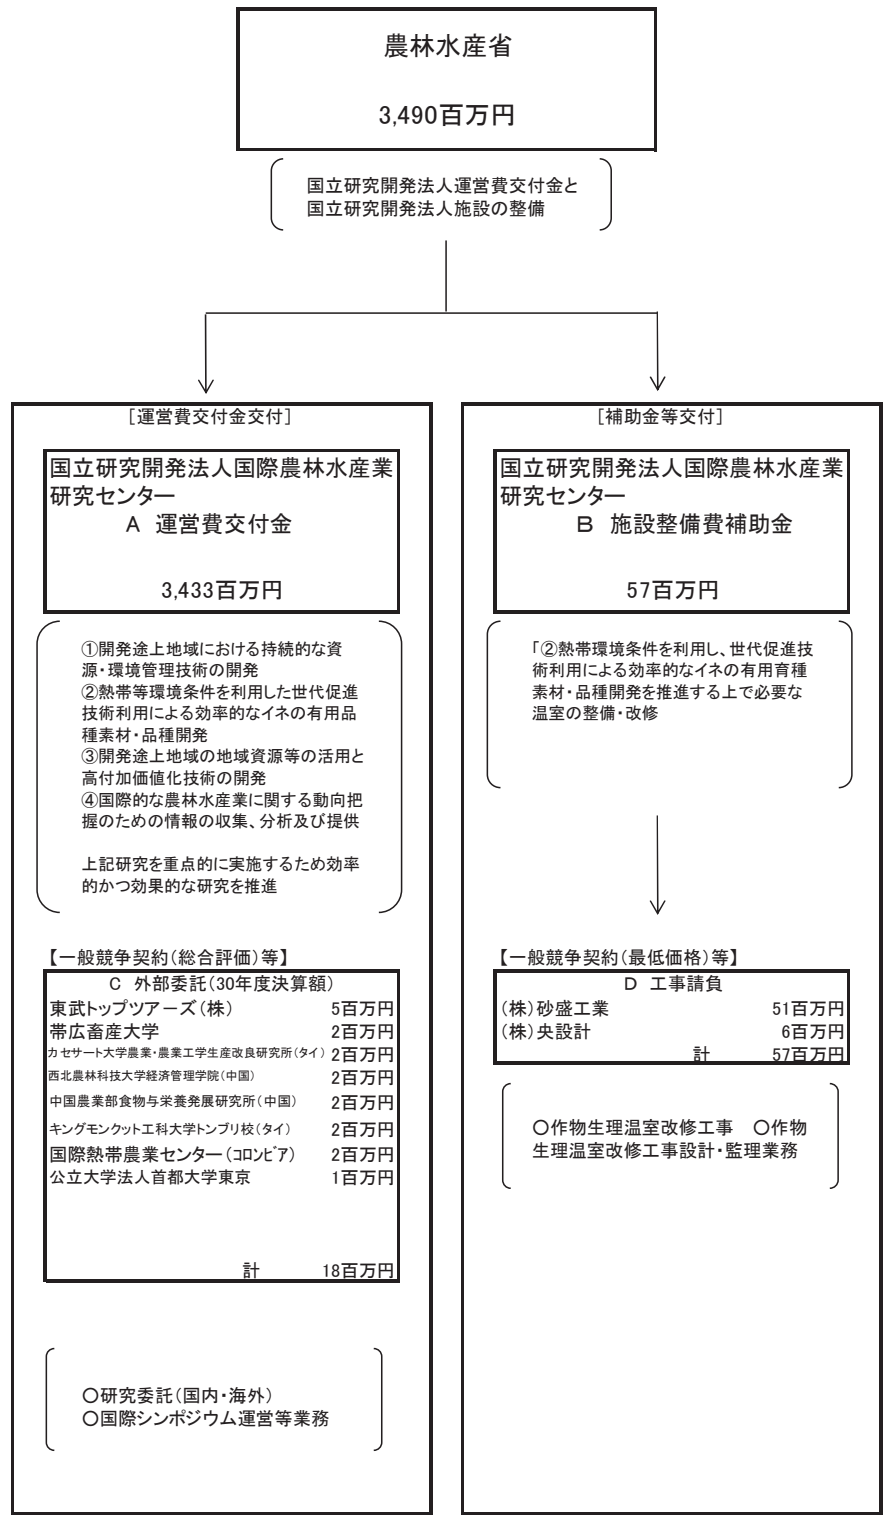 農林水産省
3,490百万円
国立研究開発法人運営費交付金と
国立研究開発法人施設の整備
［運営費交付金交付］
国立研究開発法人国際農林水産業
研究センター
A　運営費交付金
3,433百万円
①開発途上地域における持続的な資
源・環境管理技術の開発
②熱帯等環境条件を利用した世代促進
技術利用による効率的なイネの有用品
種素材・品種開発
③開発途上地域の地域資源等の活用と
高付加価値化技術の開発
④国際的な農林水産業に関する動向把
握のための情報の収集、分析及び提供
上記研究を重点的に実施するため効率
的かつ効果的な研究を推進
【一般競争契約（総合評価）等】
C　外部委託（30年度決算額）
東武トップツアーズ（株）　5百万円
帯広畜産大学　2百万円
カセサート大学農業・農業工学生産改良研究所（タイ）　2百万円
西北農林科技大学経済管理学院（中国）　2百万円
中国農業部食物与栄養発展研究所（中国）　2百万円
キングモンクット工科大学トンブリ校（タイ）　2百万円
国際熱帯農業センター（ｺﾛﾝﾋﾞｱ）　2百万円
公立大学法人首都大学東京　1百万円
計　18百万円
○研究委託（国内・海外）
○国際シンポジウム運営等業務
［補助金等交付］
国立研究開発法人国際農林水産業
研究センター
B　施設整備費補助金
57百万円
「②熱帯環境条件を利用し、世代促進技
術利用による効率的なイネの有用育種
素材・品種開発を推進する上で必要な
温室の整備・改修
【一般競争契約（最低価格）等】
D　工事請負
（株）砂盛工業　51百万円
（株）央設計　6百万円
計　57百万円
○作物生理温室改修工事　○作物
生理温室改修工事設計・監理業務